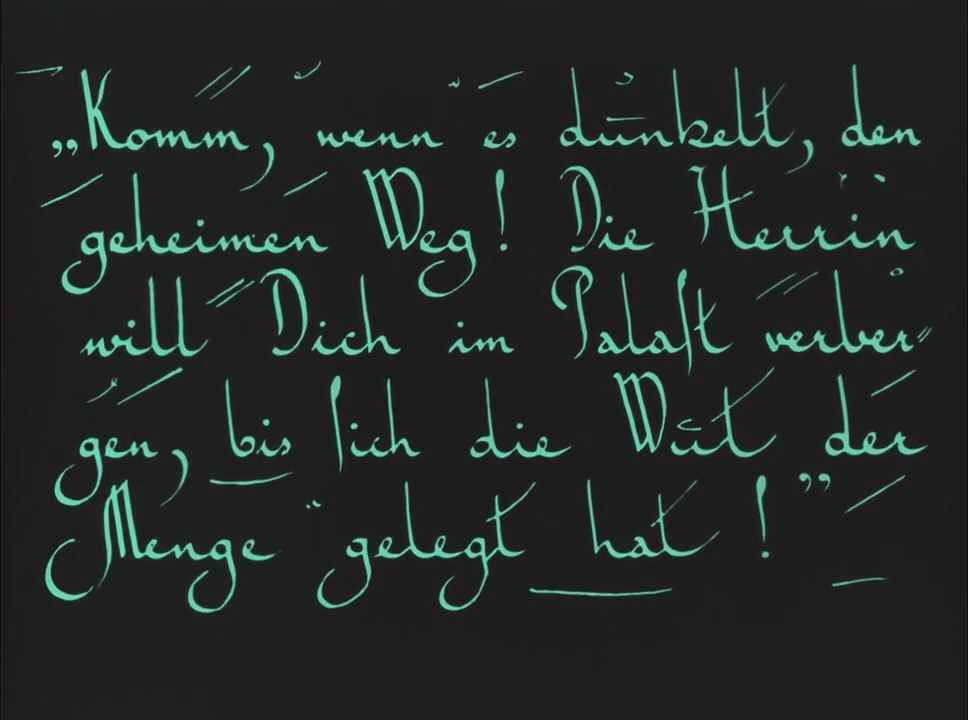 „Komm, wenn es dunkelt, den
geheimen Weg! Die Herrin
will Dich im Palaſt verber⸗
gen, bis ſich die Wut der
Menge gelegt hat!”